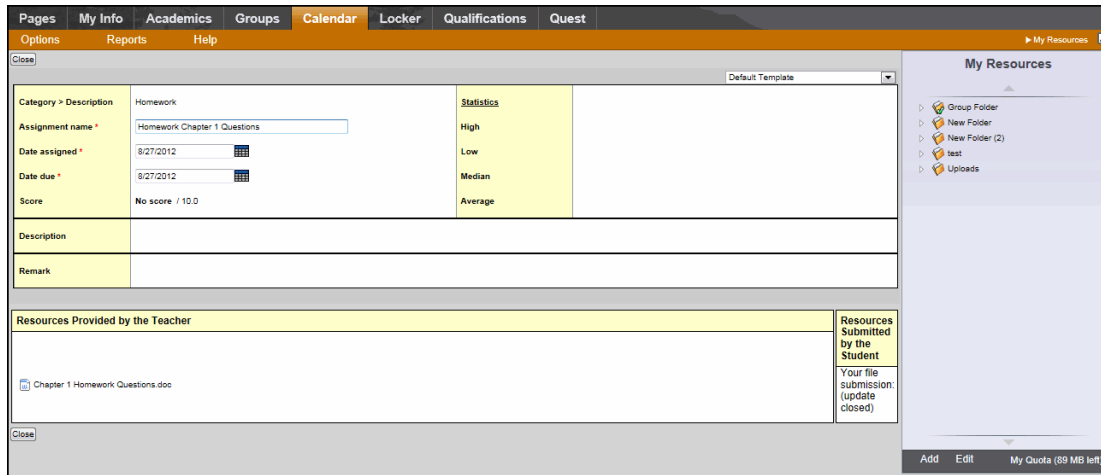 Pages My Info Academics Groups Calendar Locker Qualifications Quest
Options Reports Help ▶ My Resources
Close
Default Template
Category > Description Homework Statistics
Assignment name * Homework Chapter 1 Questions High
Date assigned * 8/27/2012 Low
Date due * 8/27/2012 Median
Score No score / 10.0 Average
Description
Remark
Resources Provided by the Teacher
Chapter 1 Homework Questions.doc
Resources
Submitted
by the
Student
Your file
submission:
(update
closed)
Close
My Resources
Group Folder
New Folder
New Folder (2)
test
Uploads
Add Edit My Quota (89 MB left)